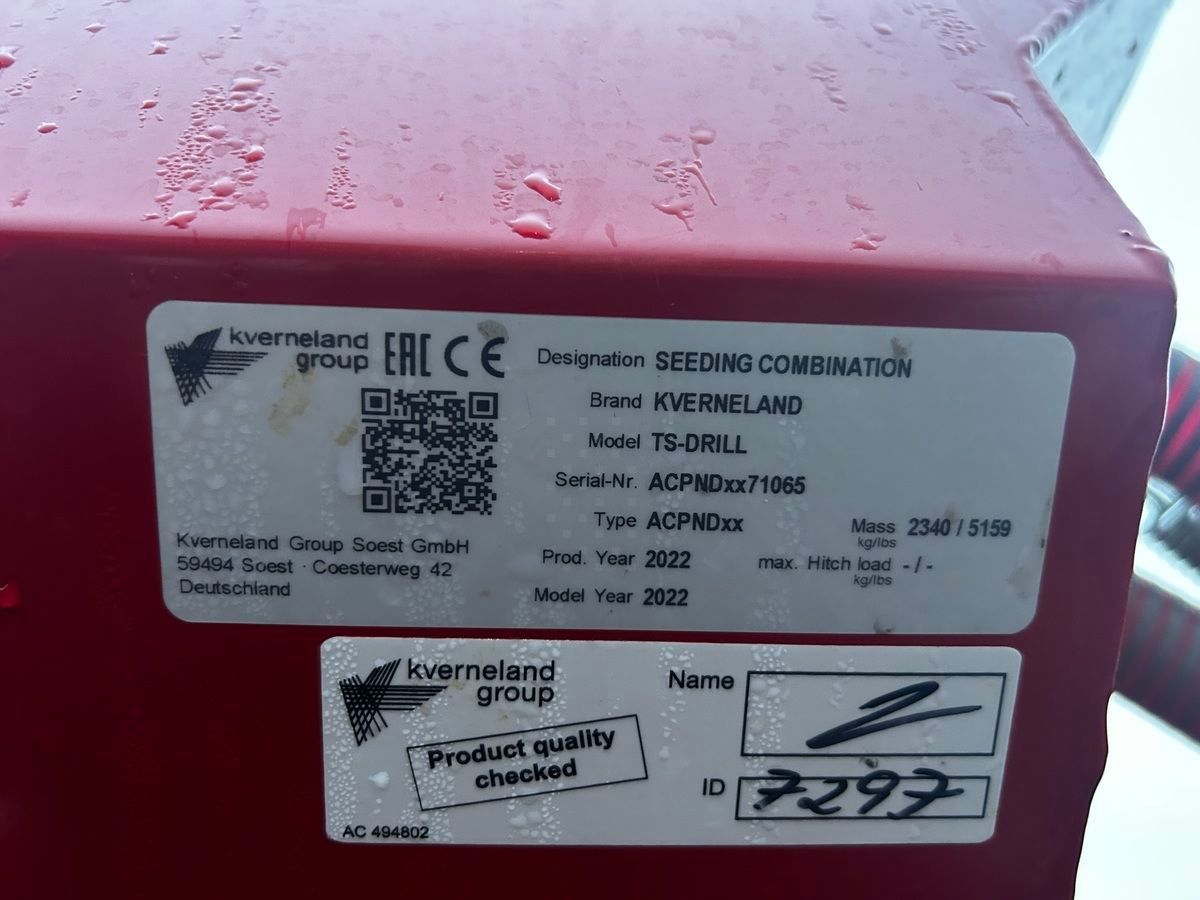 kverneland
group
EAC CE
Designation SEEDING COMBINATION
Brand KVERNELAND
Model TS-DRILL
Serial-Nr. ACPNDxx71065
Type ACPNDxx
Mass 2340 / 5159
kg/lbs
Prod. Year 2022
max. Hitch load - / -
kg/lbs
Model Year 2022
Kverneland Group Soest GmbH
59494 Soest · Coesterweg 42
Deutschland
kverneland
group
Product quality
checked
AC 494802
Name
ID 7297